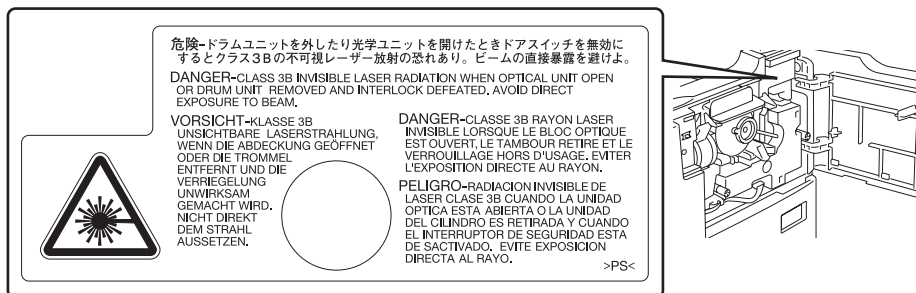 危険-ドラムユニットを外したり光学ユニットを開けたときドアスイッチを無効に
するとクラス3Bの不可視レーザー放射の恐れあり。ビームの直接暴露を避けよ。
DANGER-CLASS 3B INVISIBLE LASER RADIATION WHEN OPTICAL UNIT OPEN
OR DRUM UNIT REMOVED AND INTERLOCK DEFEATED. AVOID DIRECT
EXPOSURE TO BEAM.
VORSICHT-KLASSE 3B
UNSICHTBARE LASERSTRAHLUNG,
WENN DIE ABDECKUNG GEÖFFNET
ODER DIE TROMMEL
ENTFERNT UND DIE
VERRIEGELUNG
UNWIRKSAM
GEMACHT WIRD.
NICHT DIREKT
DEM STRAHL
AUSSETZEN.
DANGER-CLASSE 3B RAYON LASER
INVISIBLE LORSQUE LE BLOC OPTIQUE
EST OUVERT, LE TAMBOUR RETIRE ET LE
VERROUILLAGE HORS D'USAGE. EVITER
L'EXPOSITION DIRECTE AU RAYON.
PELIGRO-RADIACION INVISIBLE DE
LASER CLASE 3B CUANDO LA UNIDAD
OPTICA ESTA ABIERTA O LA UNIDAD
DEL CILINDRO ES RETIRADA Y CUANDO
EL INTERRUPTOR DE SEGURIDAD ESTA
DE SACTIVADO. EVITE EXPOSICION
DIRECTA AL RAYO.
>PS<